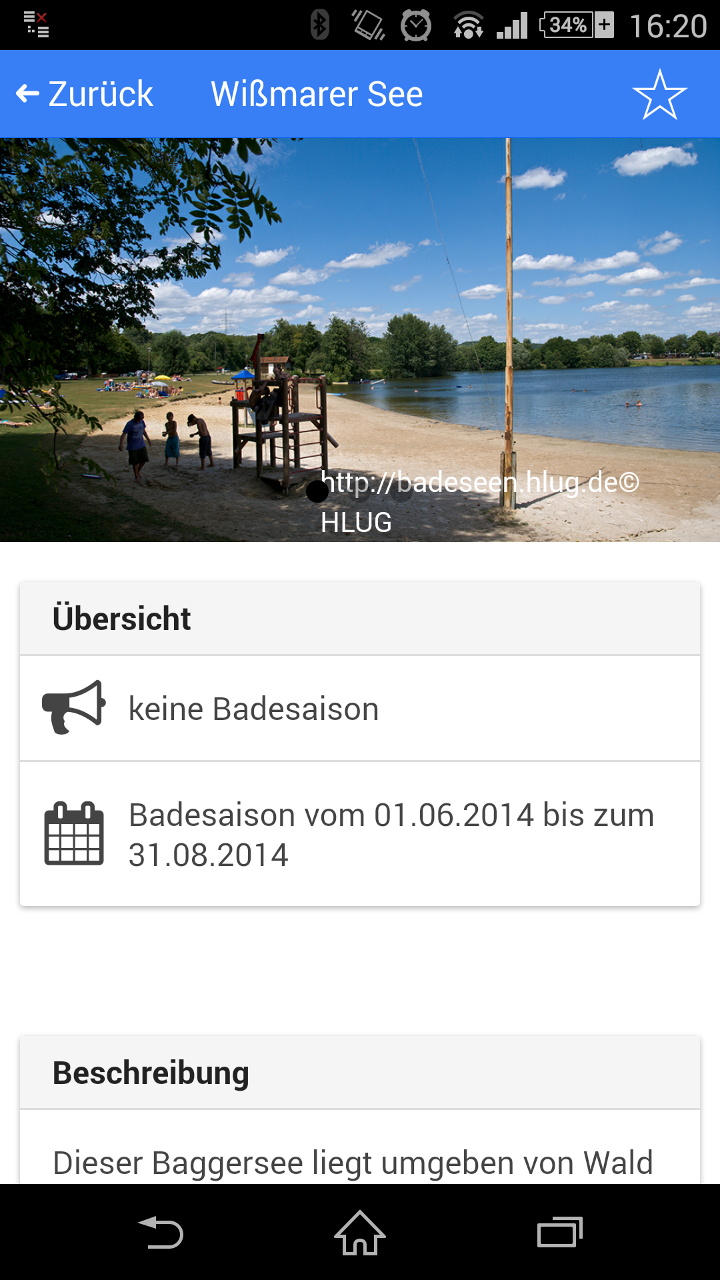 34% 16:20
Zurück Wißmarer See
http://badeseen.hlug.de©
HLUG
Übersicht
keine Badesaison
Badesaison vom 01.06.2014 bis zum
31.08.2014
Beschreibung
Dieser Baggersee liegt umgeben von Wald